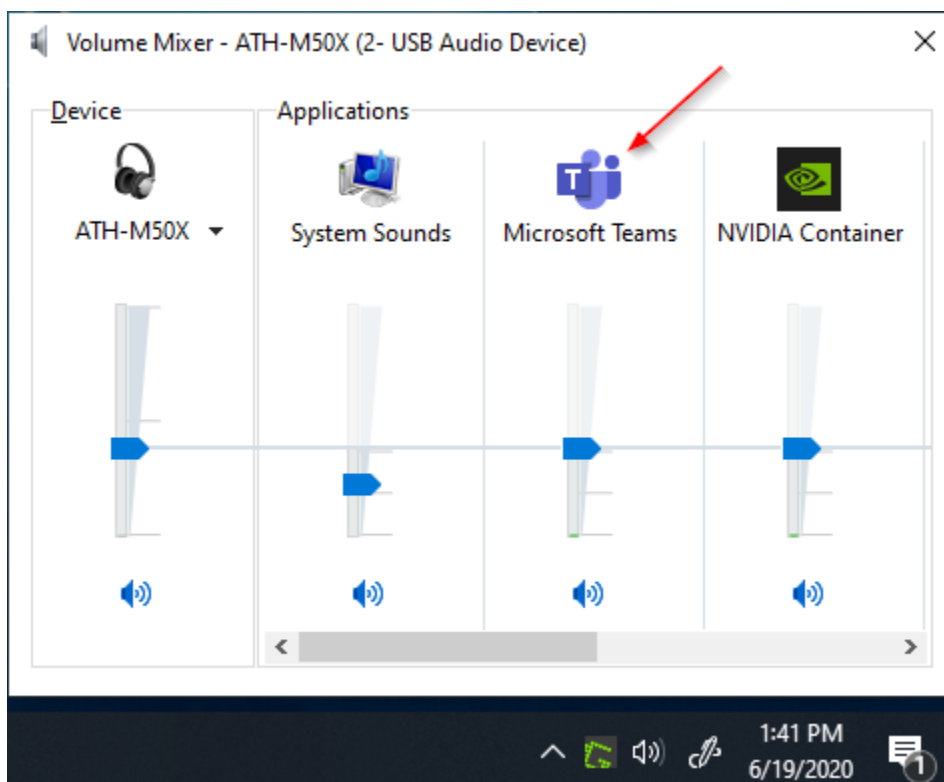 Volume Mixer - ATH-M50X (2- USB Audio Device)
Device
Applications
ATH-M50X
System Sounds
Microsoft Teams
NVIDIA Container
T
1:41 PM
6/19/2020
1